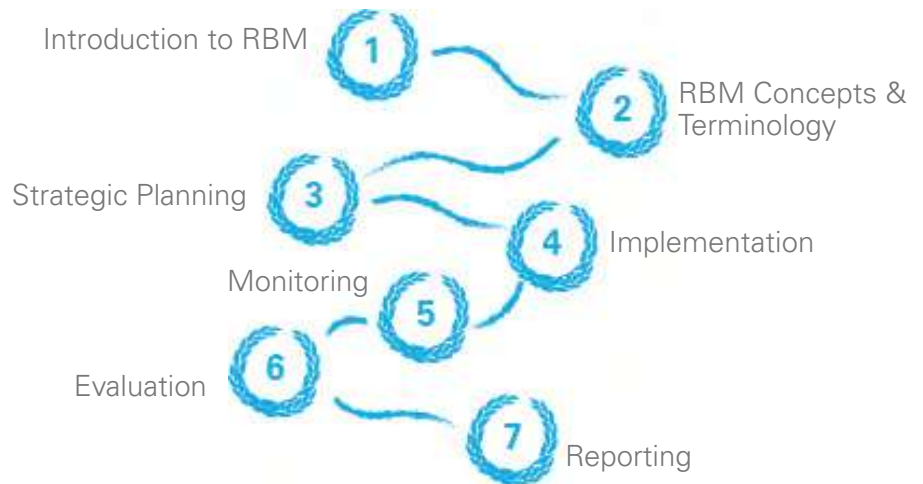 Introduction to RBM
1
2
RBM Concepts &
Terminology
Strategic Planning
3
4
Implementation
Monitoring
5
6
Evaluation
7
Reporting